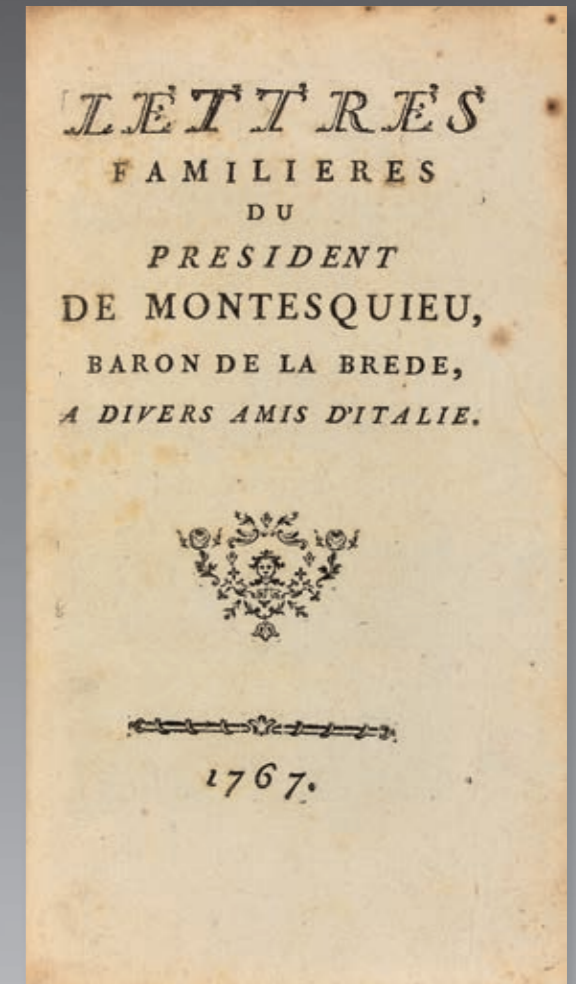 LETTRES
FAMILIERES
DU
PRESIDENT
DE MONTESQUIEU,
BARON DE LA BREDE,
A DIVERS AMIS D'ITALIE.
1767.